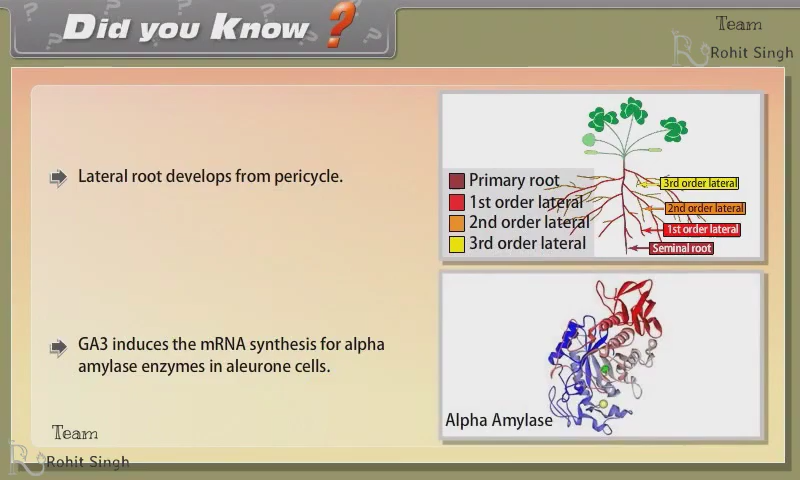 Did you Know ?
Team
Rohit Singh
Lateral root develops from pericycle.
Primary root
1st order lateral
2nd order lateral
3rd order lateral
3rd order lateral
2nd order lateral
1st order lateral
Seminal root
GA3 induces the mRNA synthesis for alpha
amylase enzymes in aleurone cells.
Alpha Amylase
Team
Rohit Singh